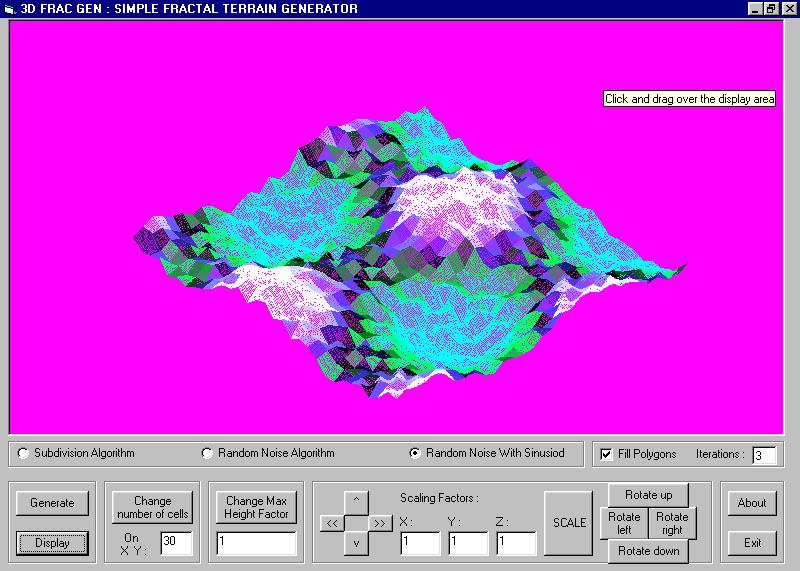 3D FRAC GEN : SIMPLE FRACTAL TERRAIN GENERATOR
Click and drag over the display area
Subdivision Algorithm
Random Noise Algorithm
Random Noise With Sinusiod
Fill Polygons
Iterations :
3
Generate
Display
Change
number of cells
On
X Y:
30
Change Max
Height Factor
1
^
<<
>>
v
Scaling Factors :
X:
Y:
Z:
1
1
1
SCALE
Rotate up
Rotate
left
Rotate
right
Rotate down
About
Exit